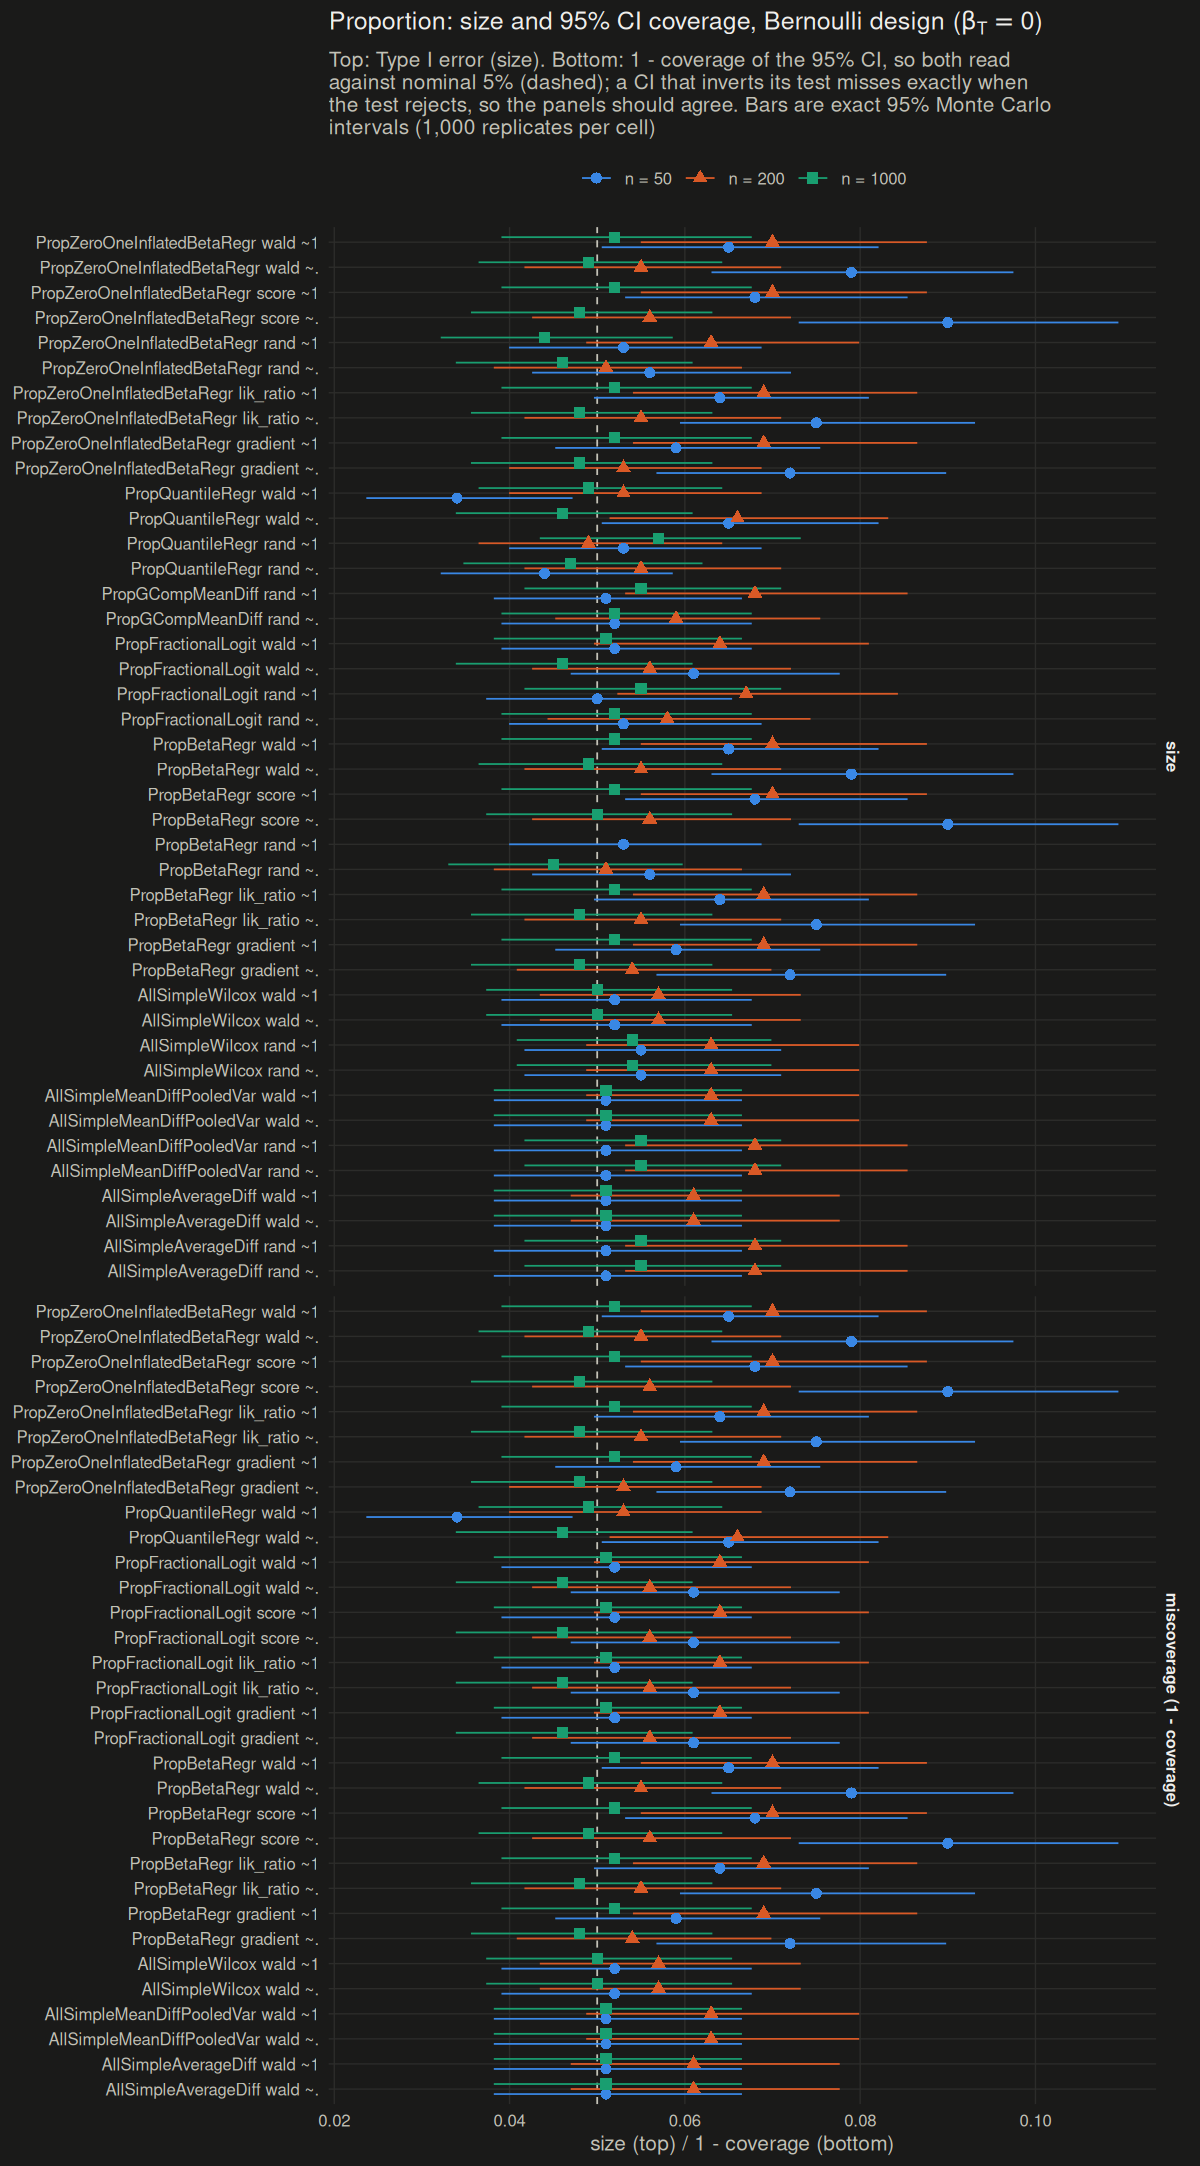 Proportion: size and 95% CI coverage, Bernoulli design (βT = 0)
Top: Type I error (size). Bottom: 1 - coverage of the 95% CI, so both read
against nominal 5% (dashed); a CI that inverts its test misses exactly when
the test rejects, so the panels should agree. Bars are exact 95% Monte Carlo
intervals (1,000 replicates per cell)
n = 50 n = 200 n = 1000
PropZeroOneInflatedBetaRegr wald ~1
PropZeroOneInflatedBetaRegr wald ~.
PropZeroOneInflatedBetaRegr score ~1
PropZeroOneInflatedBetaRegr score ~.
PropZeroOneInflatedBetaRegr rand ~1
PropZeroOneInflatedBetaRegr rand ~.
PropZeroOneInflatedBetaRegr lik_ratio ~1
PropZeroOneInflatedBetaRegr lik_ratio ~.
PropZeroOneInflatedBetaRegr gradient ~1
PropZeroOneInflatedBetaRegr gradient ~.
PropQuantileRegr wald ~1
PropQuantileRegr wald ~.
PropQuantileRegr rand ~1
PropQuantileRegr rand ~.
PropGCompMeanDiff rand ~1
PropGCompMeanDiff rand ~.
PropFractionalLogit wald ~1
PropFractionalLogit wald ~.
PropFractionalLogit rand ~1
PropFractionalLogit rand ~.
PropBetaRegr wald ~1
PropBetaRegr wald ~.
PropBetaRegr score ~1
PropBetaRegr score ~.
PropBetaRegr rand ~1
PropBetaRegr rand ~.
PropBetaRegr lik_ratio ~1
PropBetaRegr lik_ratio ~.
PropBetaRegr gradient ~1
PropBetaRegr gradient ~.
AllSimpleWilcox wald ~1
AllSimpleWilcox wald ~.
AllSimpleWilcox rand ~1
AllSimpleWilcox rand ~.
AllSimpleMeanDiffPooledVar wald ~1
AllSimpleMeanDiffPooledVar wald ~.
AllSimpleMeanDiffPooledVar rand ~1
AllSimpleMeanDiffPooledVar rand ~.
AllSimpleAverageDiff wald ~1
AllSimpleAverageDiff wald ~.
AllSimpleAverageDiff rand ~1
AllSimpleAverageDiff rand ~.
size
PropZeroOneInflatedBetaRegr wald ~1
PropZeroOneInflatedBetaRegr wald ~.
PropZeroOneInflatedBetaRegr score ~1
PropZeroOneInflatedBetaRegr score ~.
PropZeroOneInflatedBetaRegr lik_ratio ~1
PropZeroOneInflatedBetaRegr lik_ratio ~.
PropZeroOneInflatedBetaRegr gradient ~1
PropZeroOneInflatedBetaRegr gradient ~.
PropQuantileRegr wald ~1
PropQuantileRegr wald ~.
PropFractionalLogit wald ~1
PropFractionalLogit wald ~.
PropFractionalLogit score ~1
PropFractionalLogit score ~.
PropFractionalLogit lik_ratio ~1
PropFractionalLogit lik_ratio ~.
PropFractionalLogit gradient ~1
PropFractionalLogit gradient ~.
PropBetaRegr wald ~1
PropBetaRegr wald ~.
PropBetaRegr score ~1
PropBetaRegr score ~.
PropBetaRegr lik_ratio ~1
PropBetaRegr lik_ratio ~.
PropBetaRegr gradient ~1
PropBetaRegr gradient ~.
AllSimpleWilcox wald ~1
AllSimpleWilcox wald ~.
AllSimpleMeanDiffPooledVar wald ~1
AllSimpleMeanDiffPooledVar wald ~.
AllSimpleAverageDiff wald ~1
AllSimpleAverageDiff wald ~.
miscoverage (1 - coverage)
0.02 0.04 0.06 0.08 0.10
size (top) / 1 - coverage (bottom)